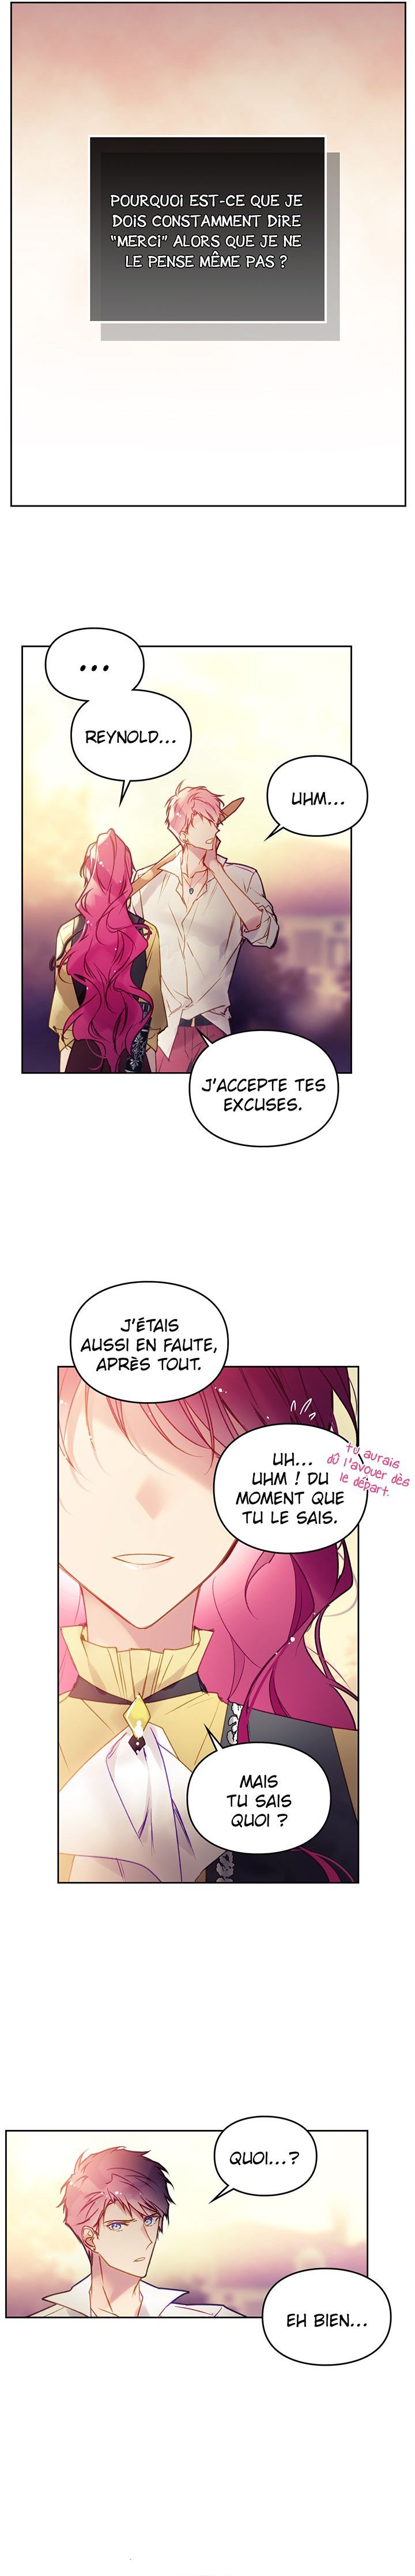 POURQUOI EST-CE QUE JE
DOIS CONSTAMMENT DIRE
"MERCI" ALORS QUE JE NE
LE PENSE MÊME PAS ?
...
REYNOLD...
UHM...
J'ACCEPTE TES
EXCUSES.
J'ÉTAIS
AUSSI EN FAUTE,
APRÈS TOUT.
UH...
UHM ! DU
MOMENT QUE
TU LE SAIS.
tu aurais
dû l'avouer dès
le départ.
MAIS
TU SAIS
QUOI ?
QUOI...?
EH BIEN...